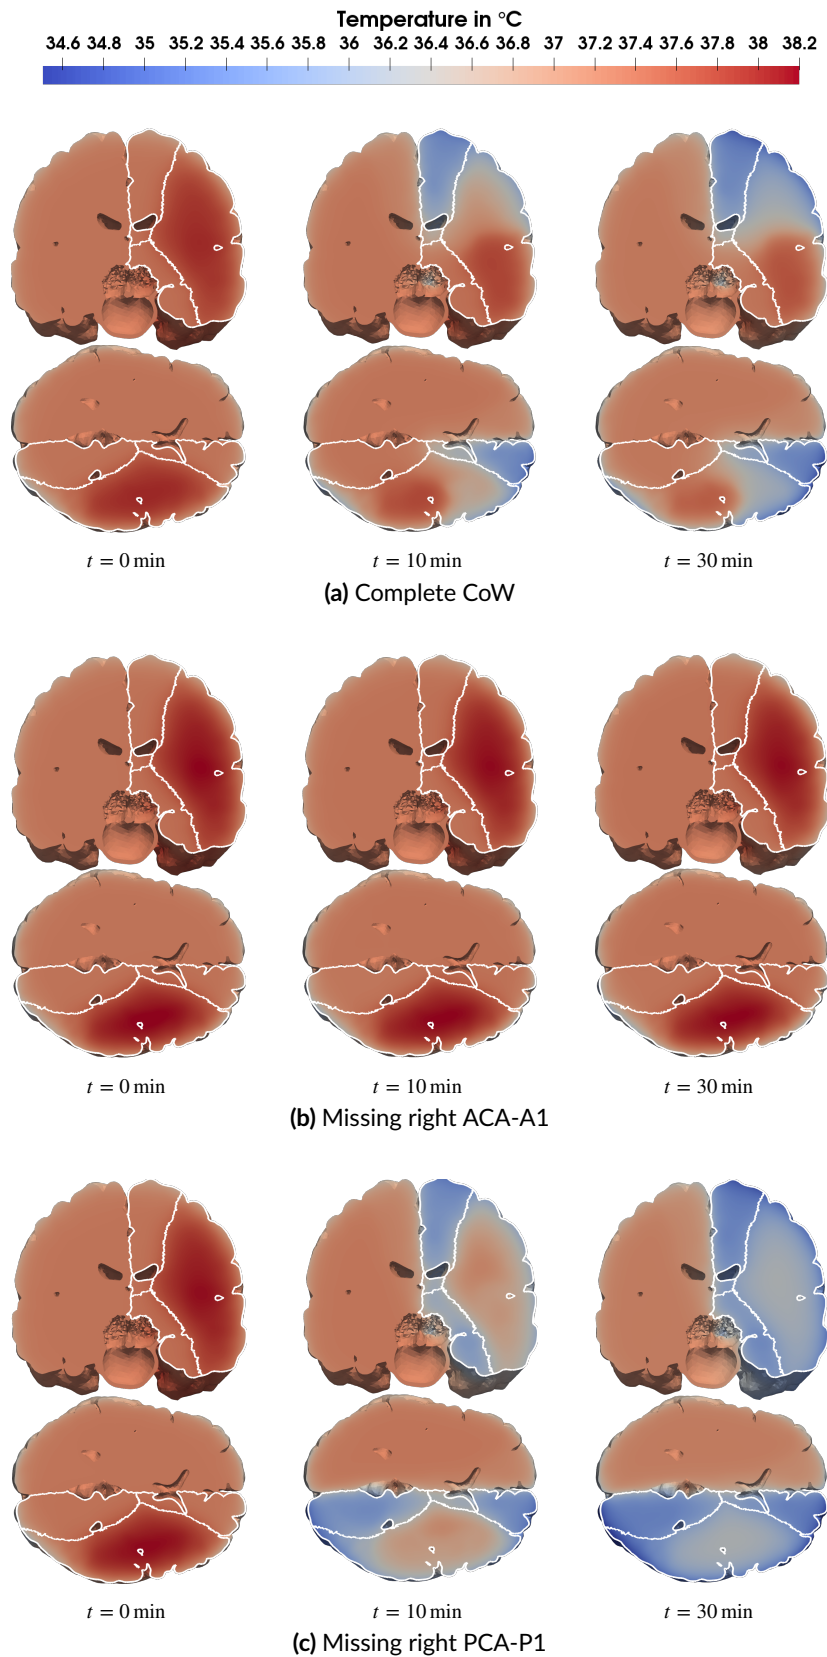 Temperature in °C
34.6 34.8 35 35.2 35.4 35.6 35.8 36 36.2 36.4 36.6 36.8 37 37.2 37.4 37.6 37.8 38 38.2
t = 0 min t = 10 min t = 30 min
(a) Complete CoW
t = 0 min t = 10 min t = 30 min
(b) Missing right ACA-A1
t = 0 min t = 10 min t = 30 min
(c) Missing right PCA-P1